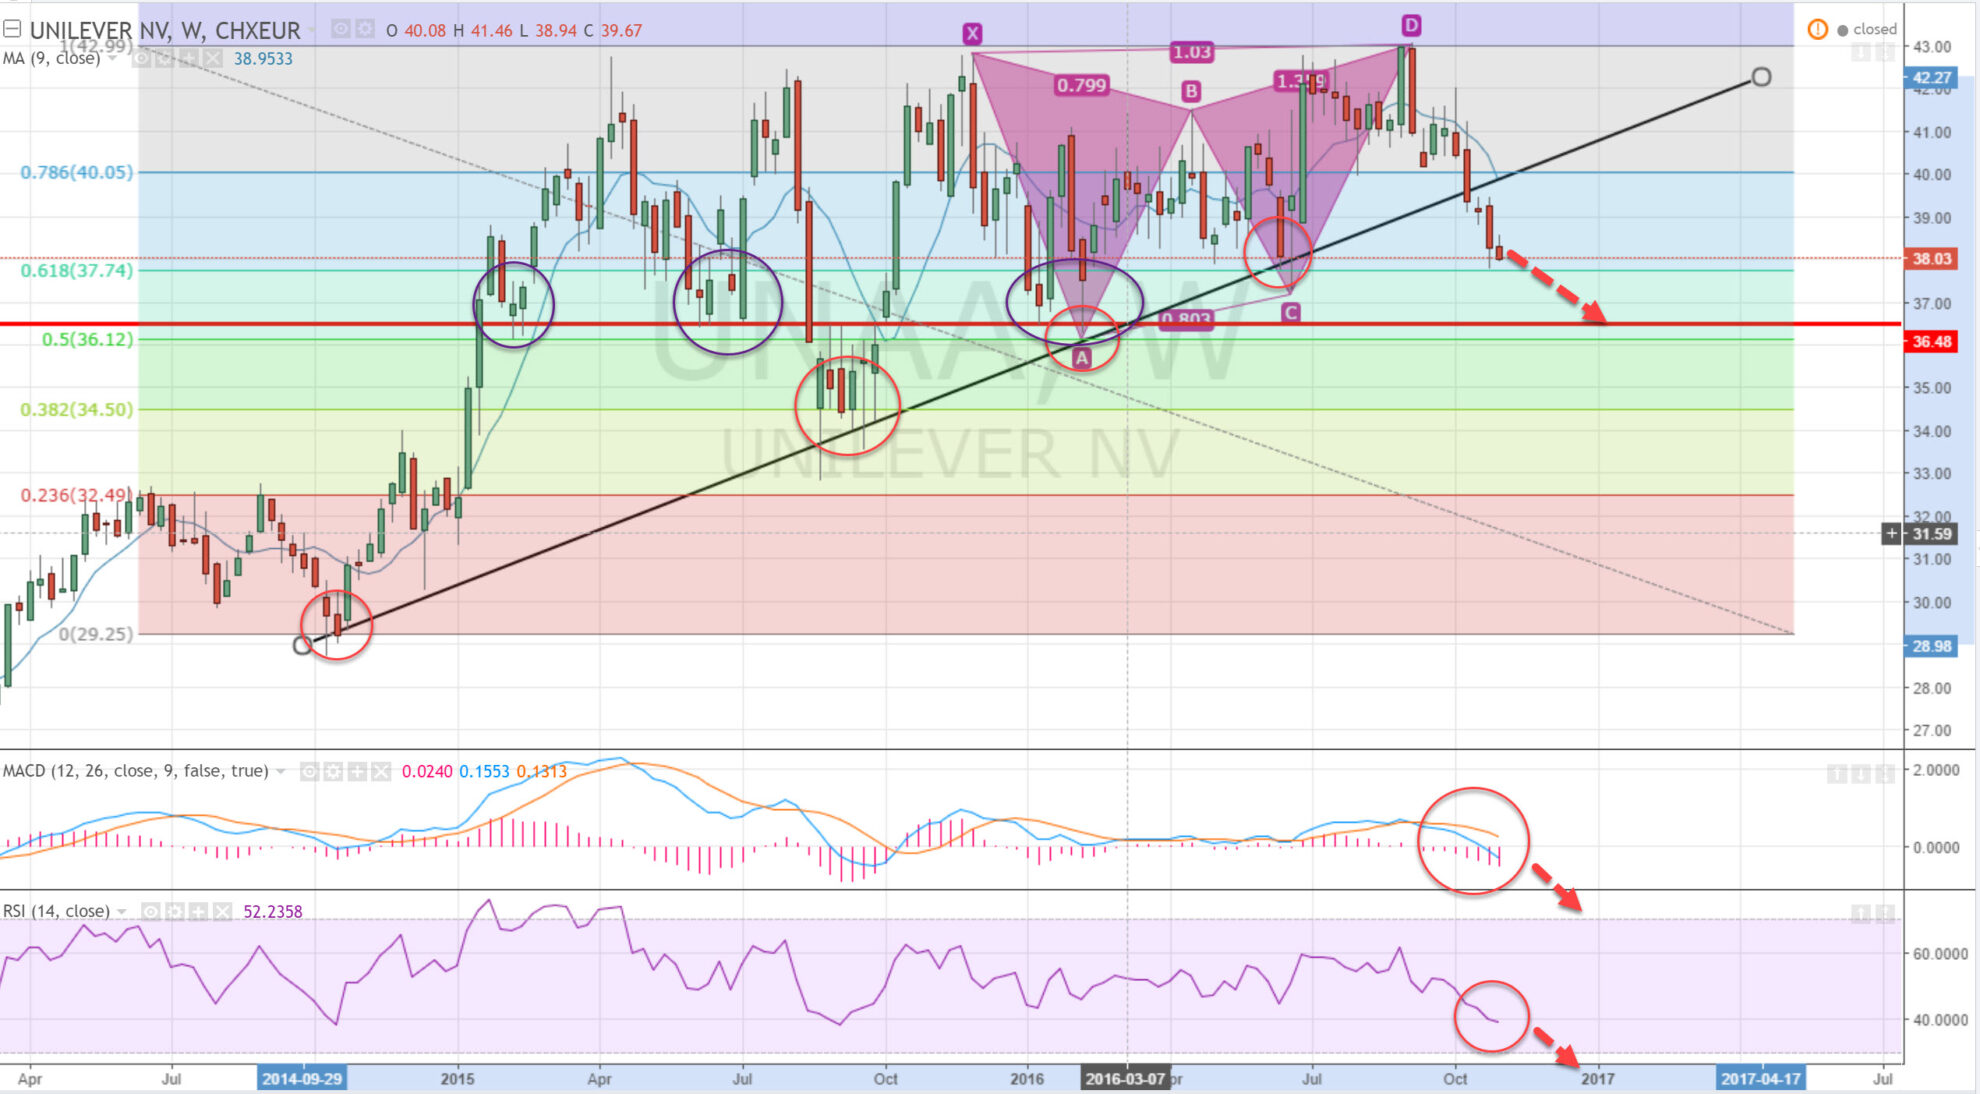 UNILEVER NV, W, CHXEUR O 40.08 H 41.46 L 38.94 C 39.67
closed
1(42.99)
MA (9, close) 38.9533
X
D
1.03
0.799
B
43.00
42.27
42.00
41.00
0.786(40.05)
40.00
39.00
38.03
0.618(37.74)
37.00
0.803
C
0.5(36.12)
36.48
A
UNAA, W
35.00
0.382(34.50)
34.00
UNILEVER NV
33.00
0.236(32.49)
32.00
+ 31.59
31.00
30.00
0(29.25)
28.98
28.00
27.00
MACD (12, 26, close, 9, false, true) 0.0240 0.1553 0.1313
2.0000
0.0000
RSI (14, close) 52.2358
60.0000
40.0000
Apr Jul 2014-09-29 2015 Apr Jul Oct 2016 2016-03-07 Jul Oct 2017 2017-04-17 Jul